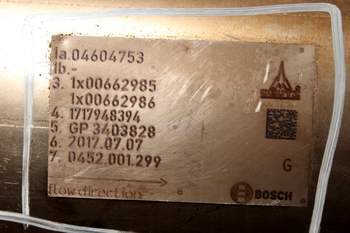 1a.04604753
1b.-
3. 1x00662985
1x00662986
4. 1717948394
5. GP 3403828
6. 2017.07.07
7. 0452.001.299
G
flowdirection
BOSCH